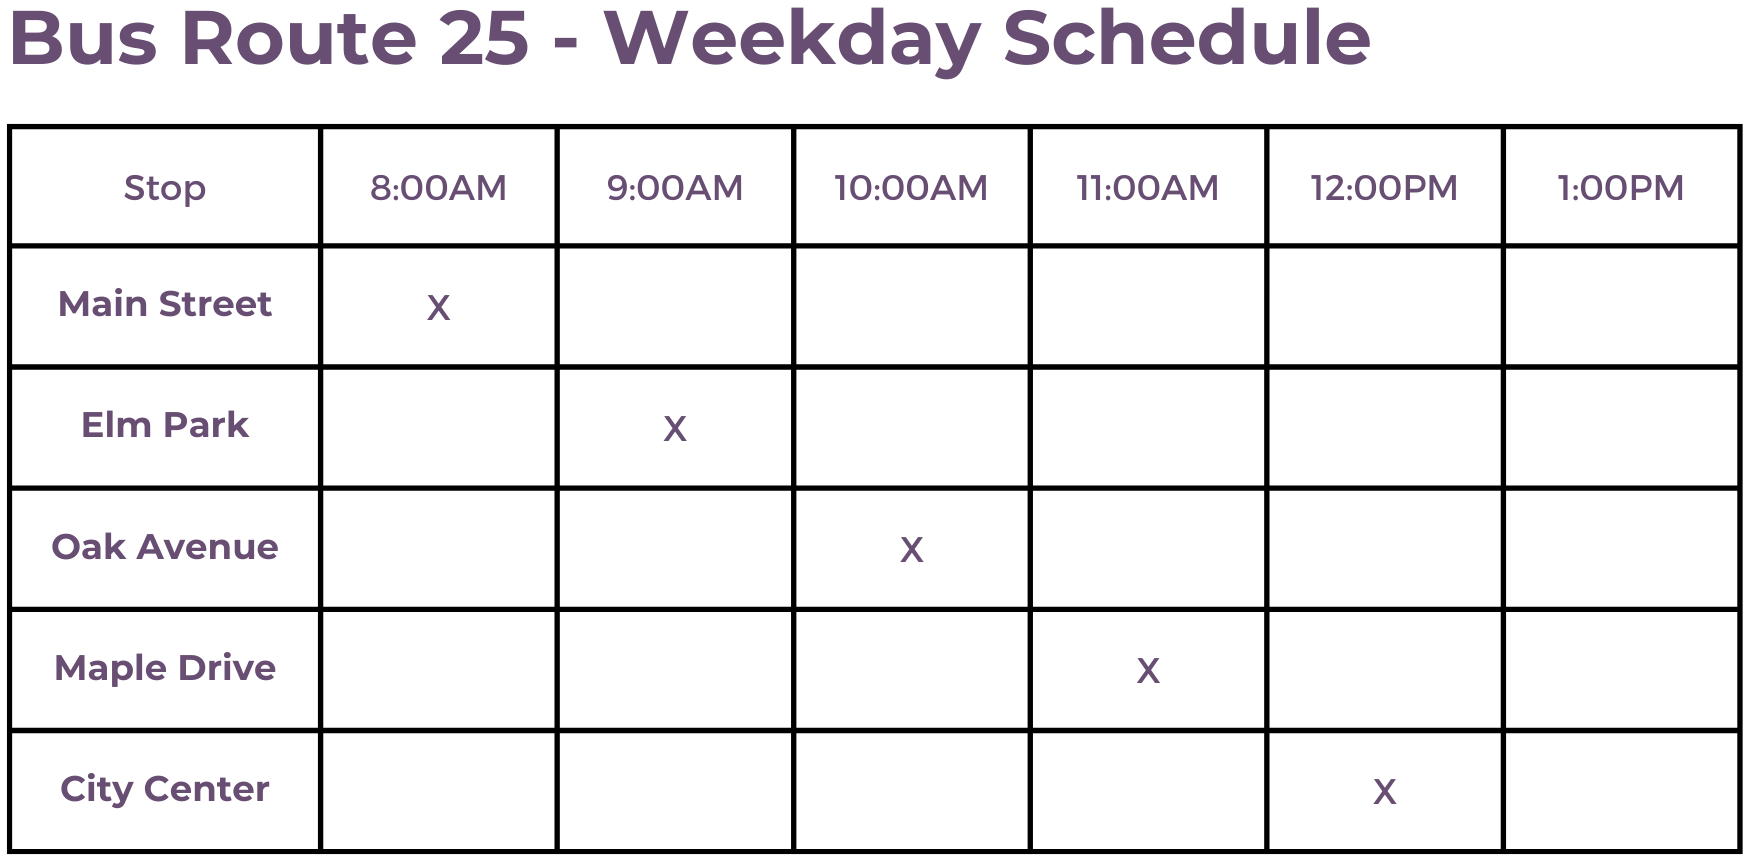 Bus Route 25 - Weekday Schedule
Stop 8:00AM 9:00AM 10:00AM 11:00AM 12:00PM 1:00PM
Main Street X
Elm Park X
Oak Avenue X
Maple Drive X
City Center X